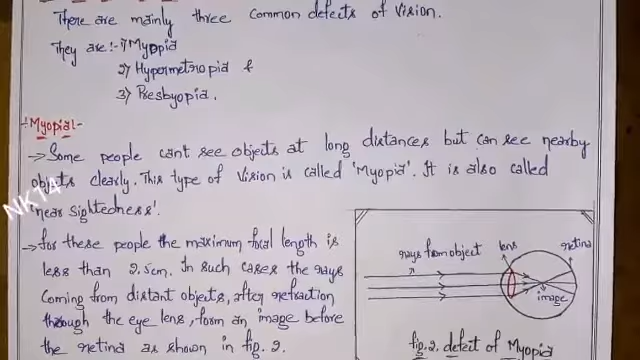 There are mainly three common defects of vision.
They are:- 1) Myopia
2) Hypermetropia &
3) Presbyopia.
:-Myopia:-
→ Some people cant see objects at long distances but can see nearby
objects clearly. This type of vision is called 'Myopia'. It is also called
'near sightedness'.
→ For these people the maximum focal length is
less than 2.5cm. In such cases the rays
coming from distant objects, after refraction
through the eye lens, form an image before
the retina as shown in fig. 2.
rays from object
lens
retina
image
fig. 2. defect of Myopia
NK14